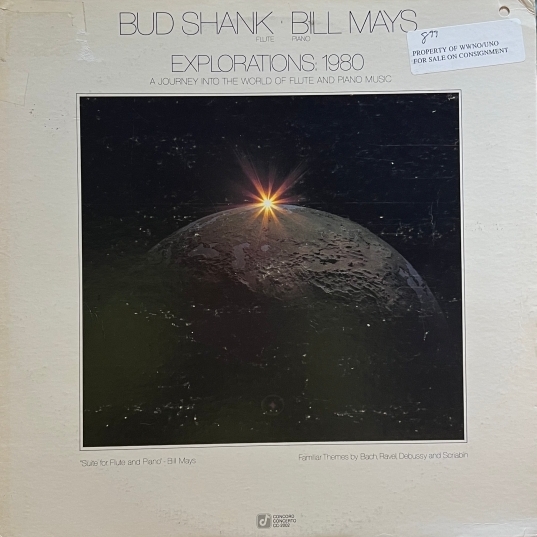 BUD SHANK · BILL MAYS
FLUTE PIANO
EXPLORATIONS: 1980
A JOURNEY INTO THE WORLD OF FLUTE AND PIANO MUSIC
PROPERTY OF WWNO/UNO
FOR SALE ON CONSIGNMENT
"Suite for Flute and Piano" - Bill Mays
Familiar Themes by Bach, Ravel, Debussy and Scriabin
CONCORD
CONCERTO
CC 2002